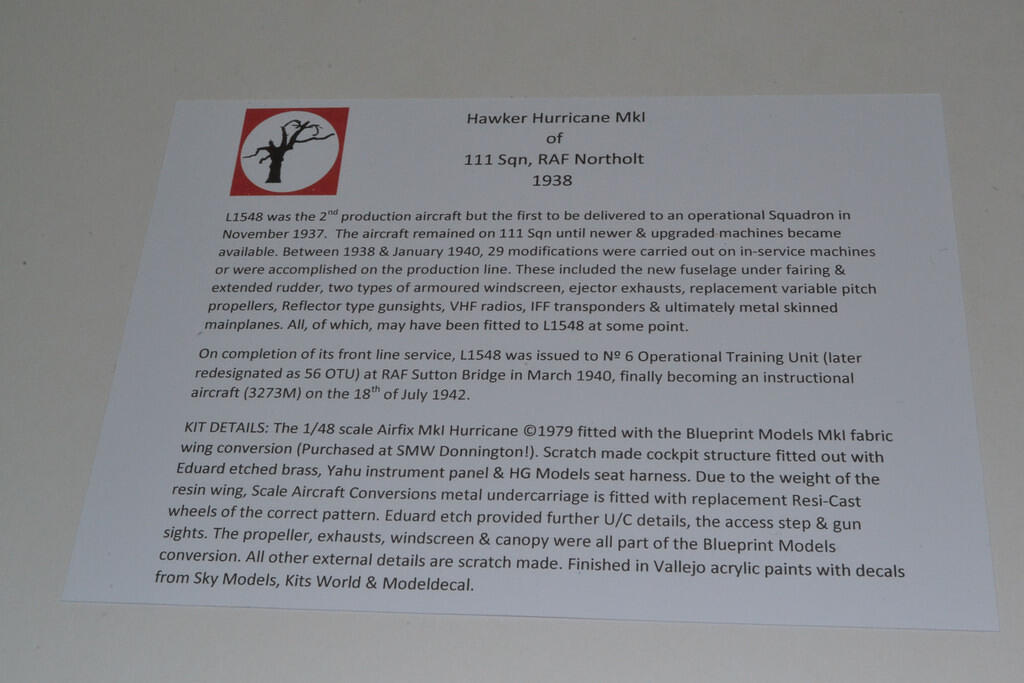 Hawker Hurricane MkI
of
111 Sqn, RAF Northolt
1938
L1548 was the 2nd production aircraft but the first to be delivered to an operational Squadron in
November 1937. The aircraft remained on 111 Sqn until newer & upgraded machines became
available. Between 1938 & January 1940, 29 modifications were carried out on in-service machines
or were accomplished on the production line. These included the new fuselage under fairing &
extended rudder, two types of armoured windscreen, ejector exhausts, replacement variable pitch
propellers, Reflector type gunsights, VHF radios, IFF transponders & ultimately metal skinned
mainplanes. All, of which, may have been fitted to L1548 at some point.
On completion of its front line service, L1548 was issued to Nº 6 Operational Training Unit (later
redesignated as 56 OTU) at RAF Sutton Bridge in March 1940, finally becoming an instructional
aircraft (3273M) on the 18th of July 1942.
KIT DETAILS: The 1/48 scale Airfix MkI Hurricane ©1979 fitted with the Blueprint Models MkI fabric
wing conversion (Purchased at SMW Donnington!). Scratch made cockpit structure fitted out with
Eduard etched brass, Yahu instrument panel & HG Models seat harness. Due to the weight of the
resin wing, Scale Aircraft Conversions metal undercarriage is fitted with replacement Resi-Cast
wheels of the correct pattern. Eduard etch provided further U/C details, the access step & gun
sights. The propeller, exhausts, windscreen & canopy were all part of the Blueprint Models
conversion. All other external details are scratch made. Finished in Vallejo acrylic paints with decals
from Sky Models, Kits World & Modeldecal.